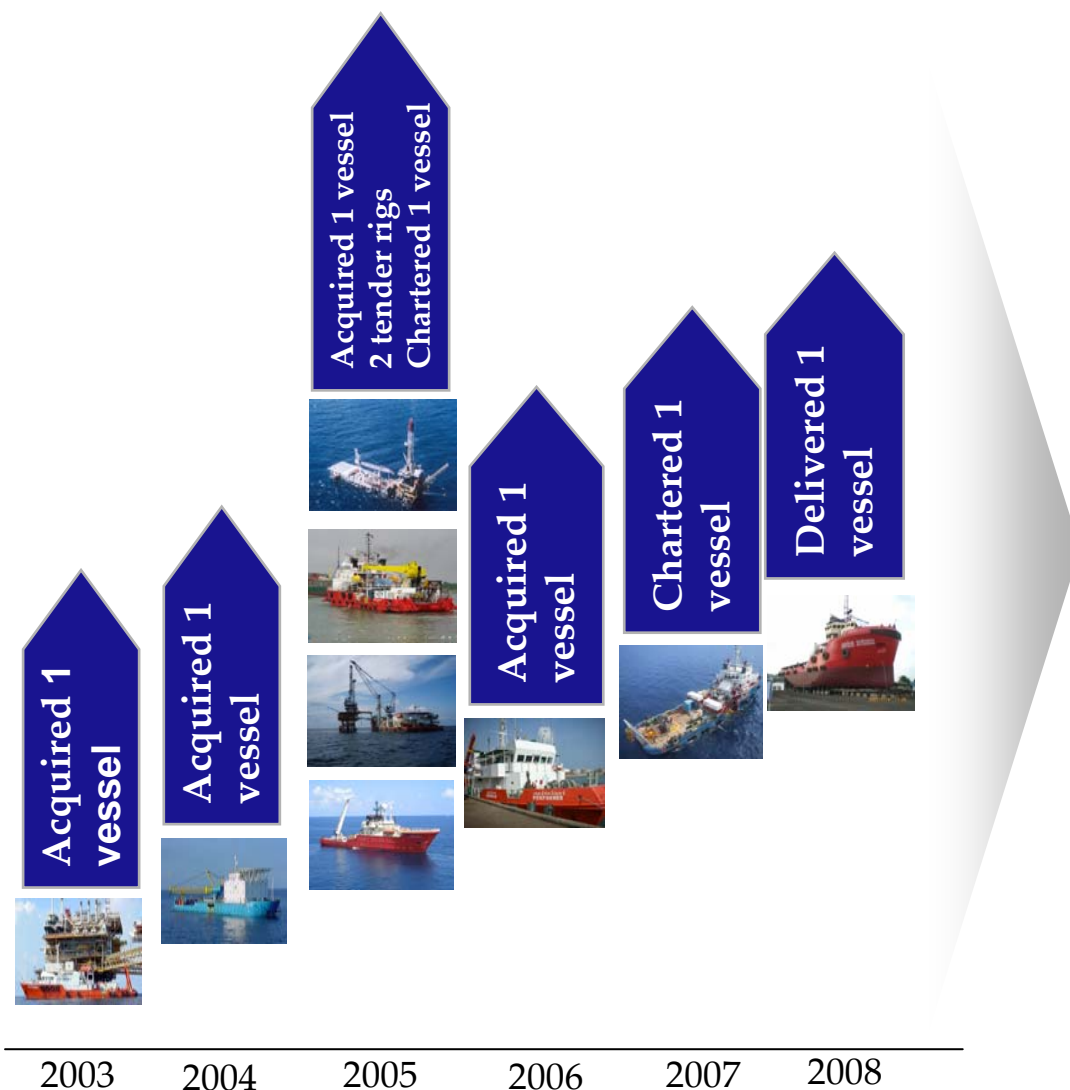 Acquired 1
vessel
Acquired 1
vessel
Acquired 1 vessel
2 tender rigs
Chartered 1 vessel
Acquired 1
vessel
Chartered 1
vessel
Delivered 1
vessel
2003
2004
2005
2006
2007
2008